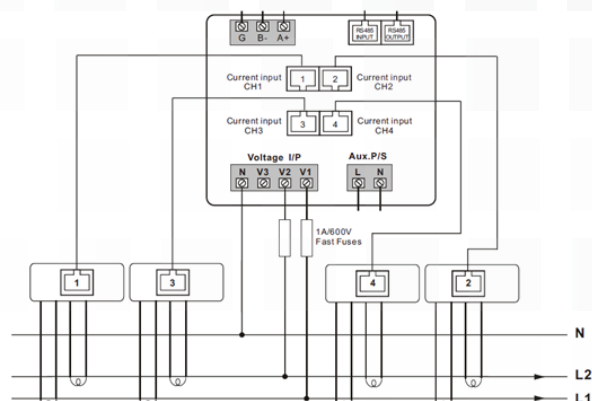 G B- A+
RS485
INPUT
RS485
OUTPUT
Current input
CH1
1 2
Current input
CH2
Current input
CH3
3 4
Current input
CH4
Voltage I/P
Aux.P/S
N V3 V2 V1
L N
1A/600V
Fast Fuses
1
3
4
2
N
L2
L1